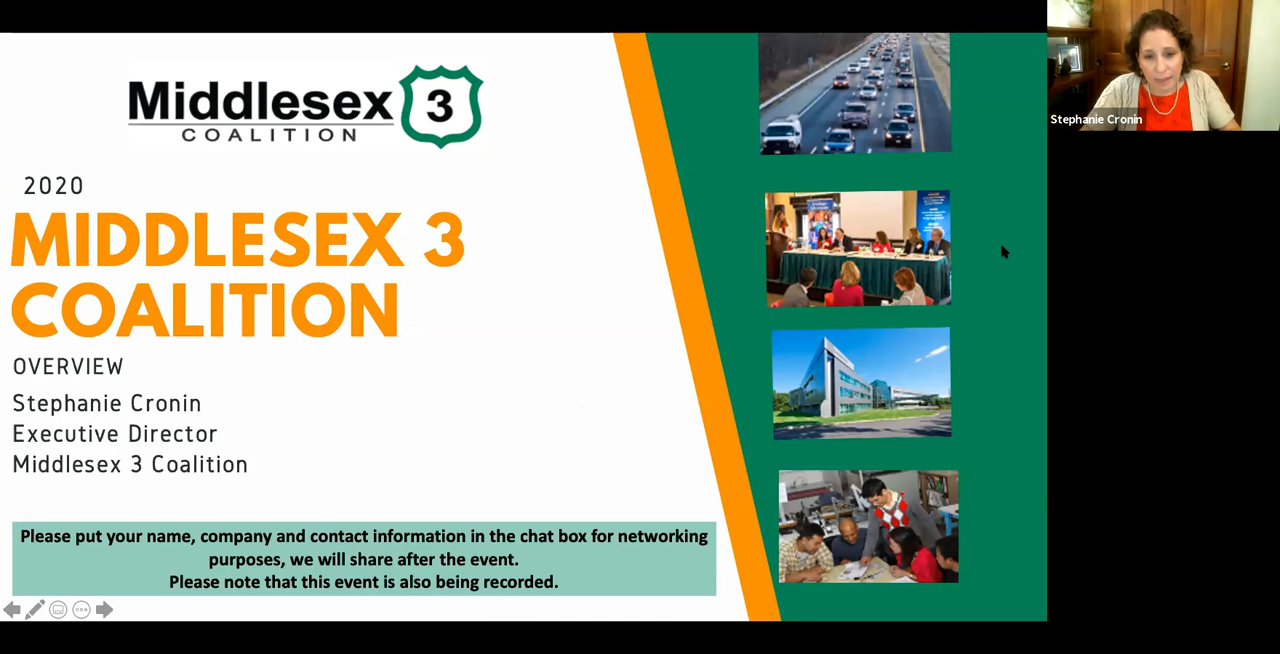 Middlesex 3
COALITION
2020
MIDDLESEX 3
COALITION
OVERVIEW
Stephanie Cronin
Executive Director
Middlesex 3 Coalition
Please put your name, company and contact information in the chat box for networking
purposes, we will share after the event.
Please note that this event is also being recorded.
Stephanie Cronin